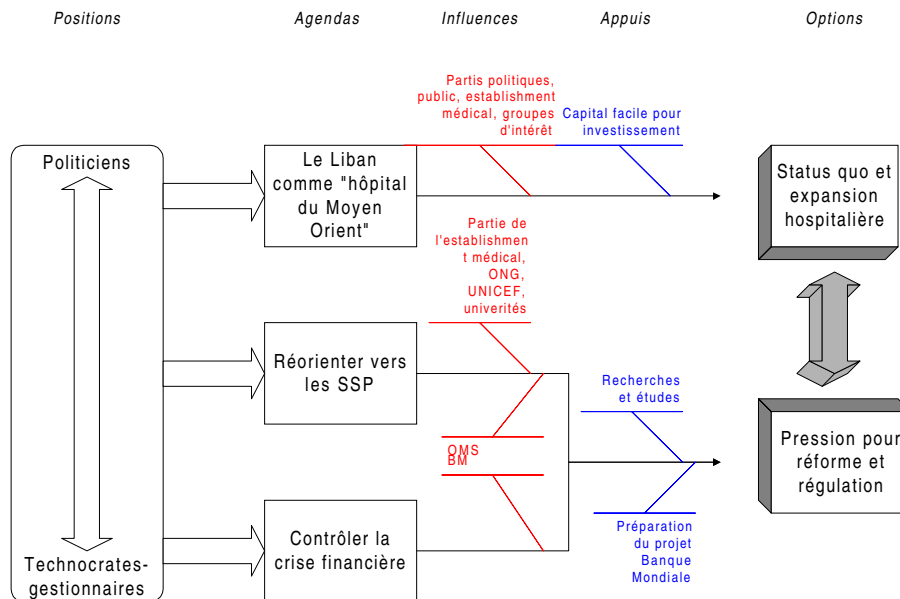 Positions
Agendas
Influences
Appuis
Options
Partis politiques,
public, establishment
médical, groupes
d'intérêt
Capital facile pour
investissement
Politiciens
Le Liban
comme "hôpital
du Moyen
Orient"
Status quo et
expansion
hospitalière
Partie de
l'establishmen
t médical,
ONG,
UNICEF,
univerités
Réorienter vers
les SSP
Recherches
et études
OMS
BM
Pression pour
réforme et
régulation
Contrôler la
crise financière
Préparation
du projet
Banque
Mondiale
Technocrates-
gestionnaires